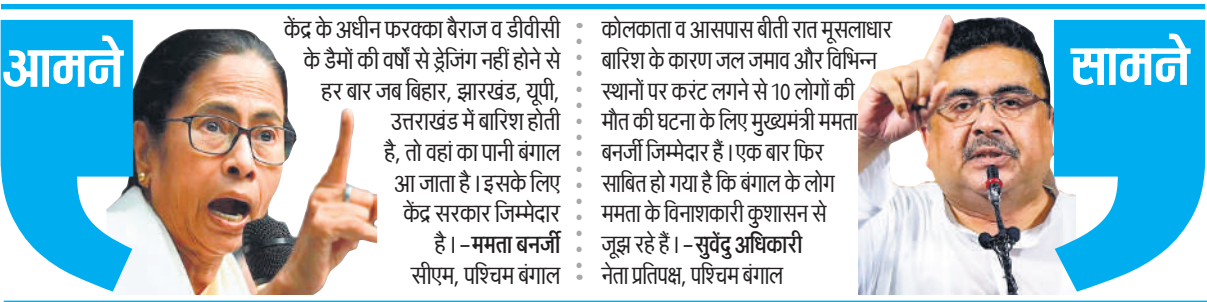 आमने
केंद्र के अधीन फरक्का बैराज व डीवीसी
के डैमों की वर्षों से ड्रेजिंग नहीं होने से
हर बार जब बिहार, झारखंड, यूपी,
उत्तराखंड में बारिश होती
है, तो वहां का पानी बंगाल
आ जाता है। इसके लिए
केंद्र सरकार जिम्मेदार
है। -ममता बनर्जी
सीएम, पश्चिम बंगाल
कोलकाता व आसपास बीती रात मूसलाधार
बारिश के कारण जल जमाव और विभिन्न
स्थानों पर करंट लगने से 10 लोगों की
मौत की घटना के लिए मुख्यमंत्री ममता
बनर्जी जिम्मेदार हैं। एक बार फिर
साबित हो गया है कि बंगाल के लोग
ममता के विनाशकारी कुशासन से
जूझ रहे हैं। -सुवेंदु अधिकारी
नेता प्रतिपक्ष, पश्चिम बंगाल
सामने